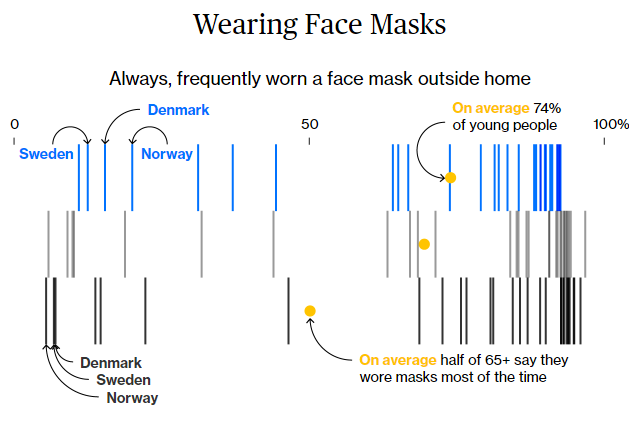 Wearing Face Masks
Always, frequently worn a face mask outside home
Denmark
On average 74%
of young people
0
50
100%
Sweden
Norway
Denmark
Sweden
Norway
On average half of 65+ say they
wore masks most of the time